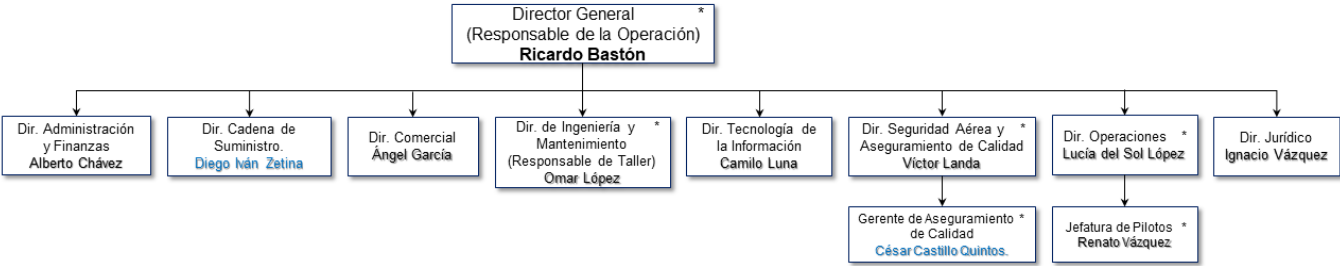 Director General *
(Responsable de la Operación)
Ricardo Bastón
Dir. Administración
y Finanzas
Alberto Chávez
Dir. Cadena de
Suministro.
Diego Iván Zetina
Dir. Comercial
Ángel García
Dir. de Ingeniería y *
Mantenimiento
(Responsable de Taller)
Omar López
Dir. Tecnología de
la Información
Camilo Luna
Dir. Seguridad Aérea y *
Aseguramiento de Calidad
Víctor Landa
Dir. Operaciones *
Lucía del Sol López
Dir. Jurídico
Ignacio Vázquez
Gerente de Aseguramiento *
de Calidad
César Castillo Quintos.
Jefatura de Pilotos *
Renato Vázquez